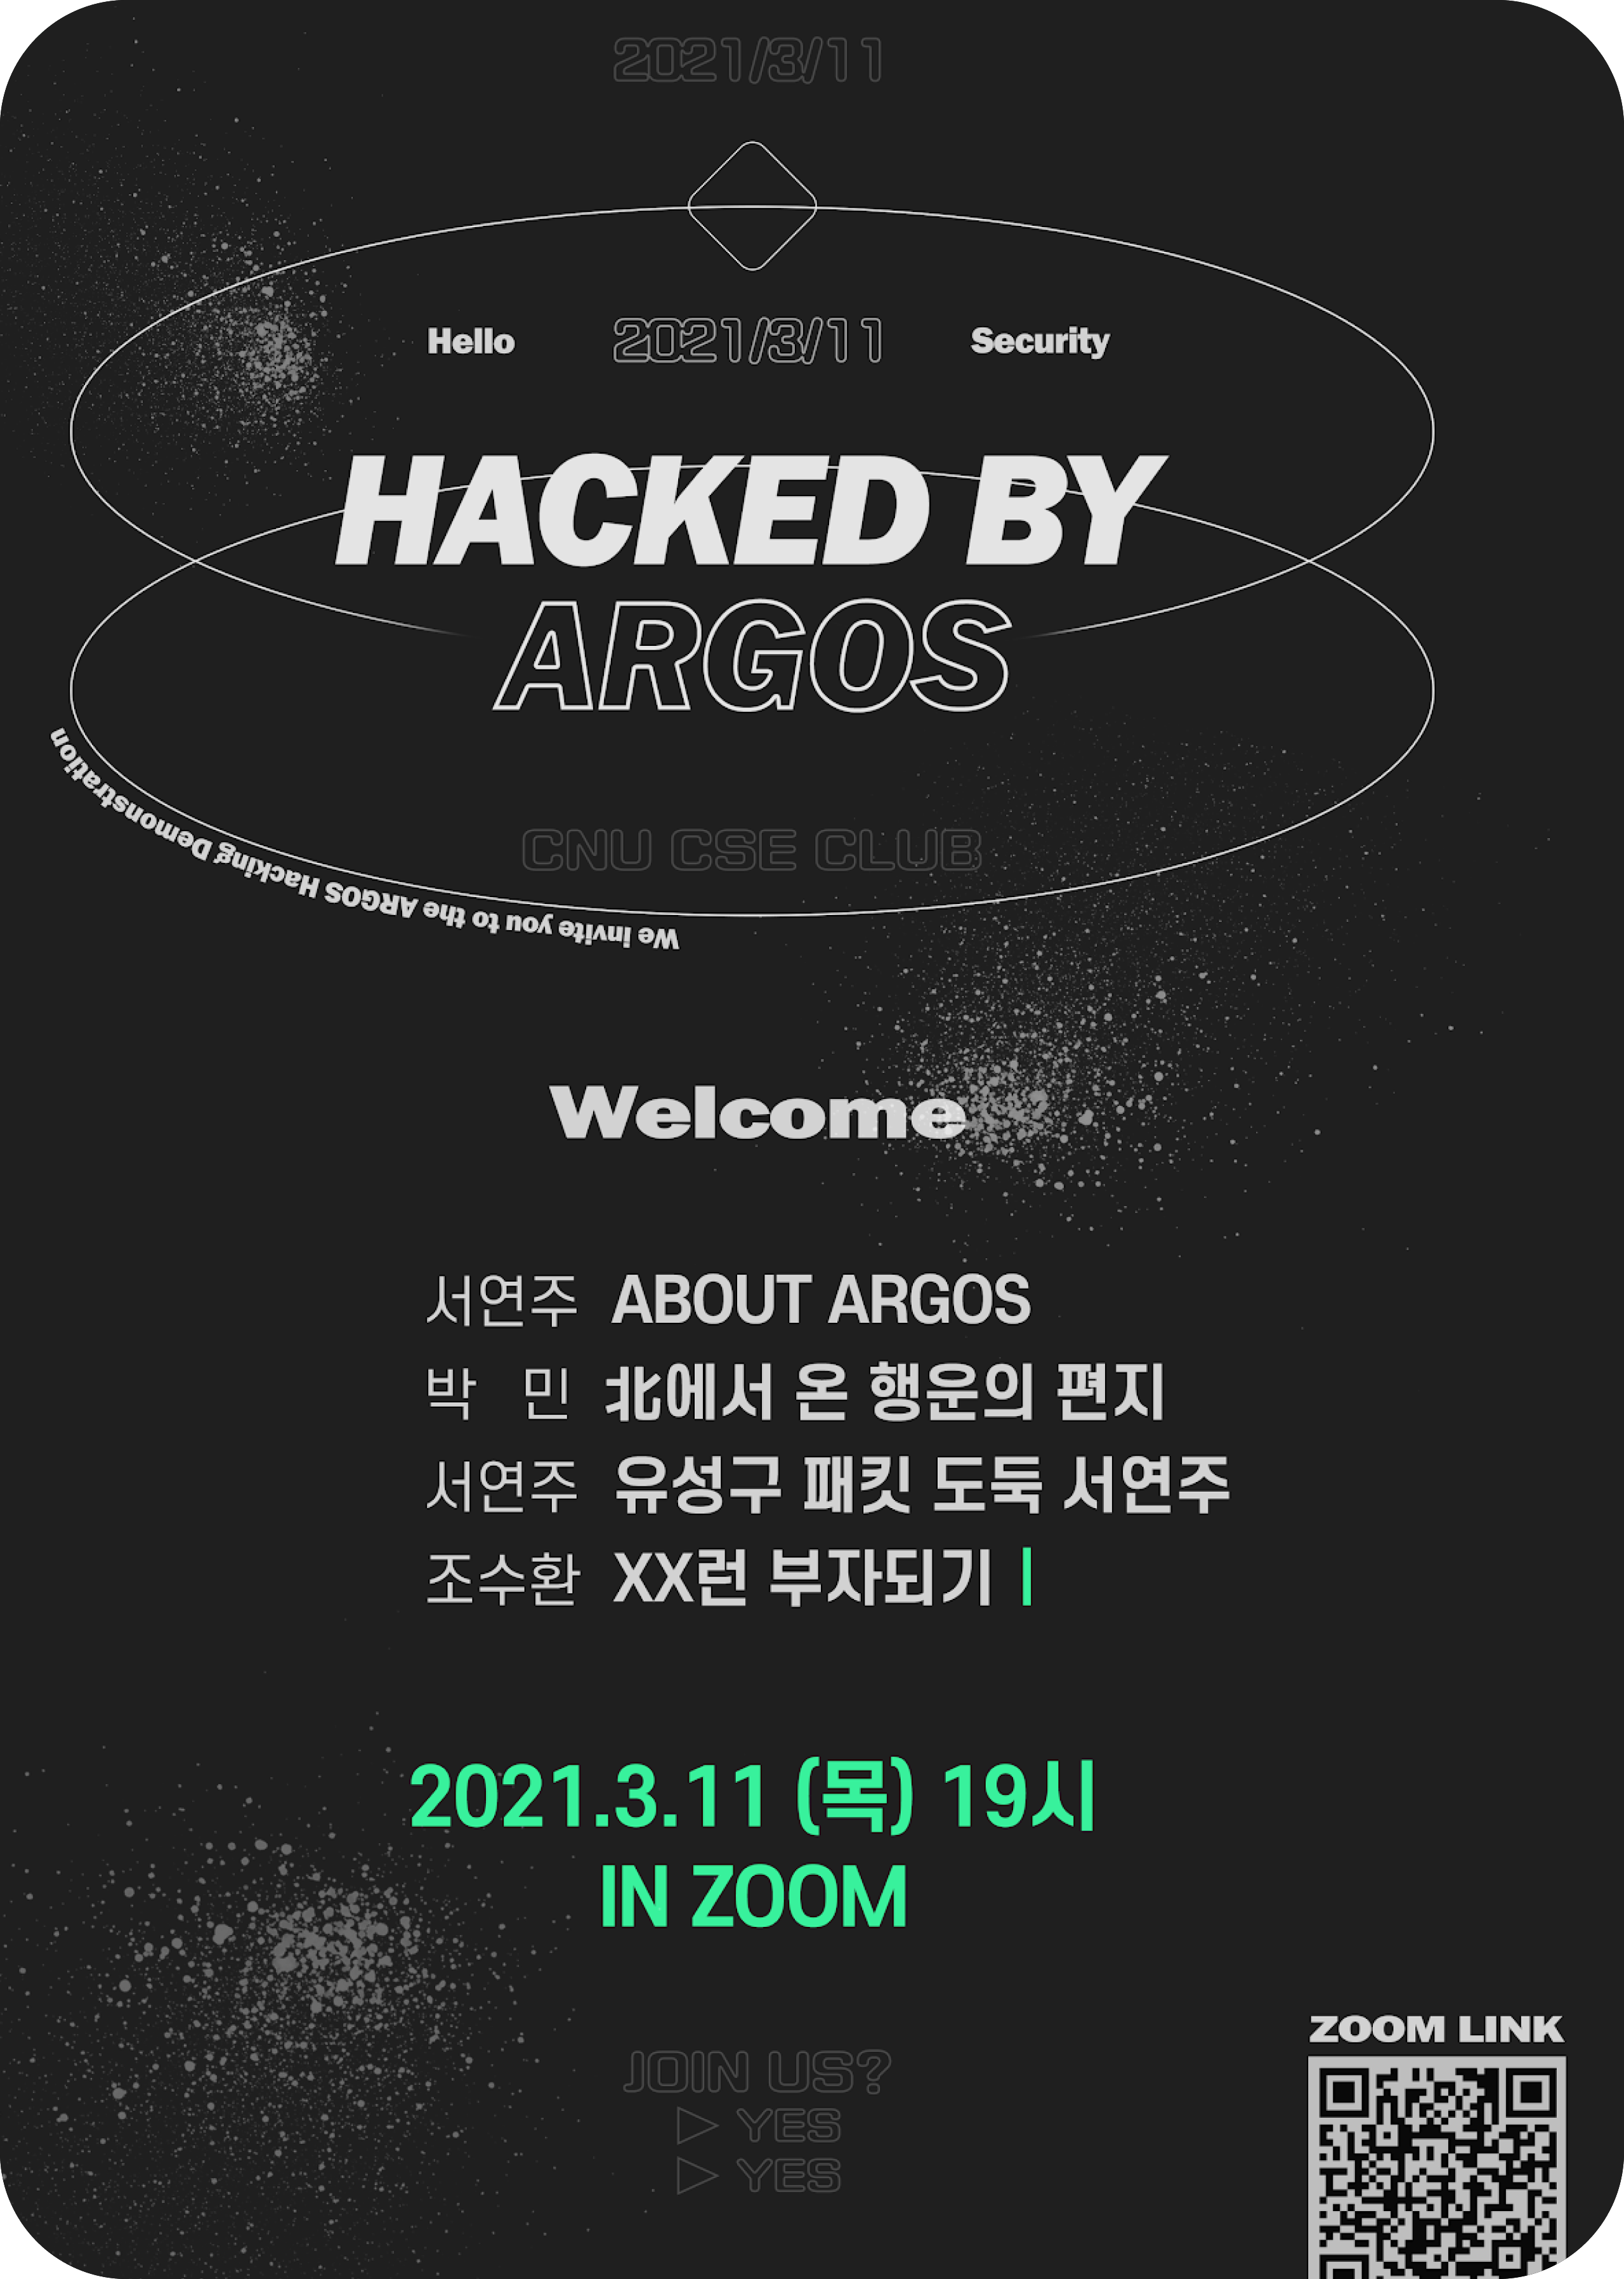 2021/3/11
Hello 2021/3/11 Security
HACKED BY
ARGOS
CNU CSE CLUB
We invite you to the ARGOS Hacking Demonstration
Welcome
서연주 ABOUT ARGOS
박 민 北에서 온 행운의 편지
서연주 유성구 패킷 도둑 서연주
조수환 XX런 부자되기 |
2021.3.11 (목) 19시
IN ZOOM
JOIN US?
▷ YES
▷ YES
ZOOM LINK